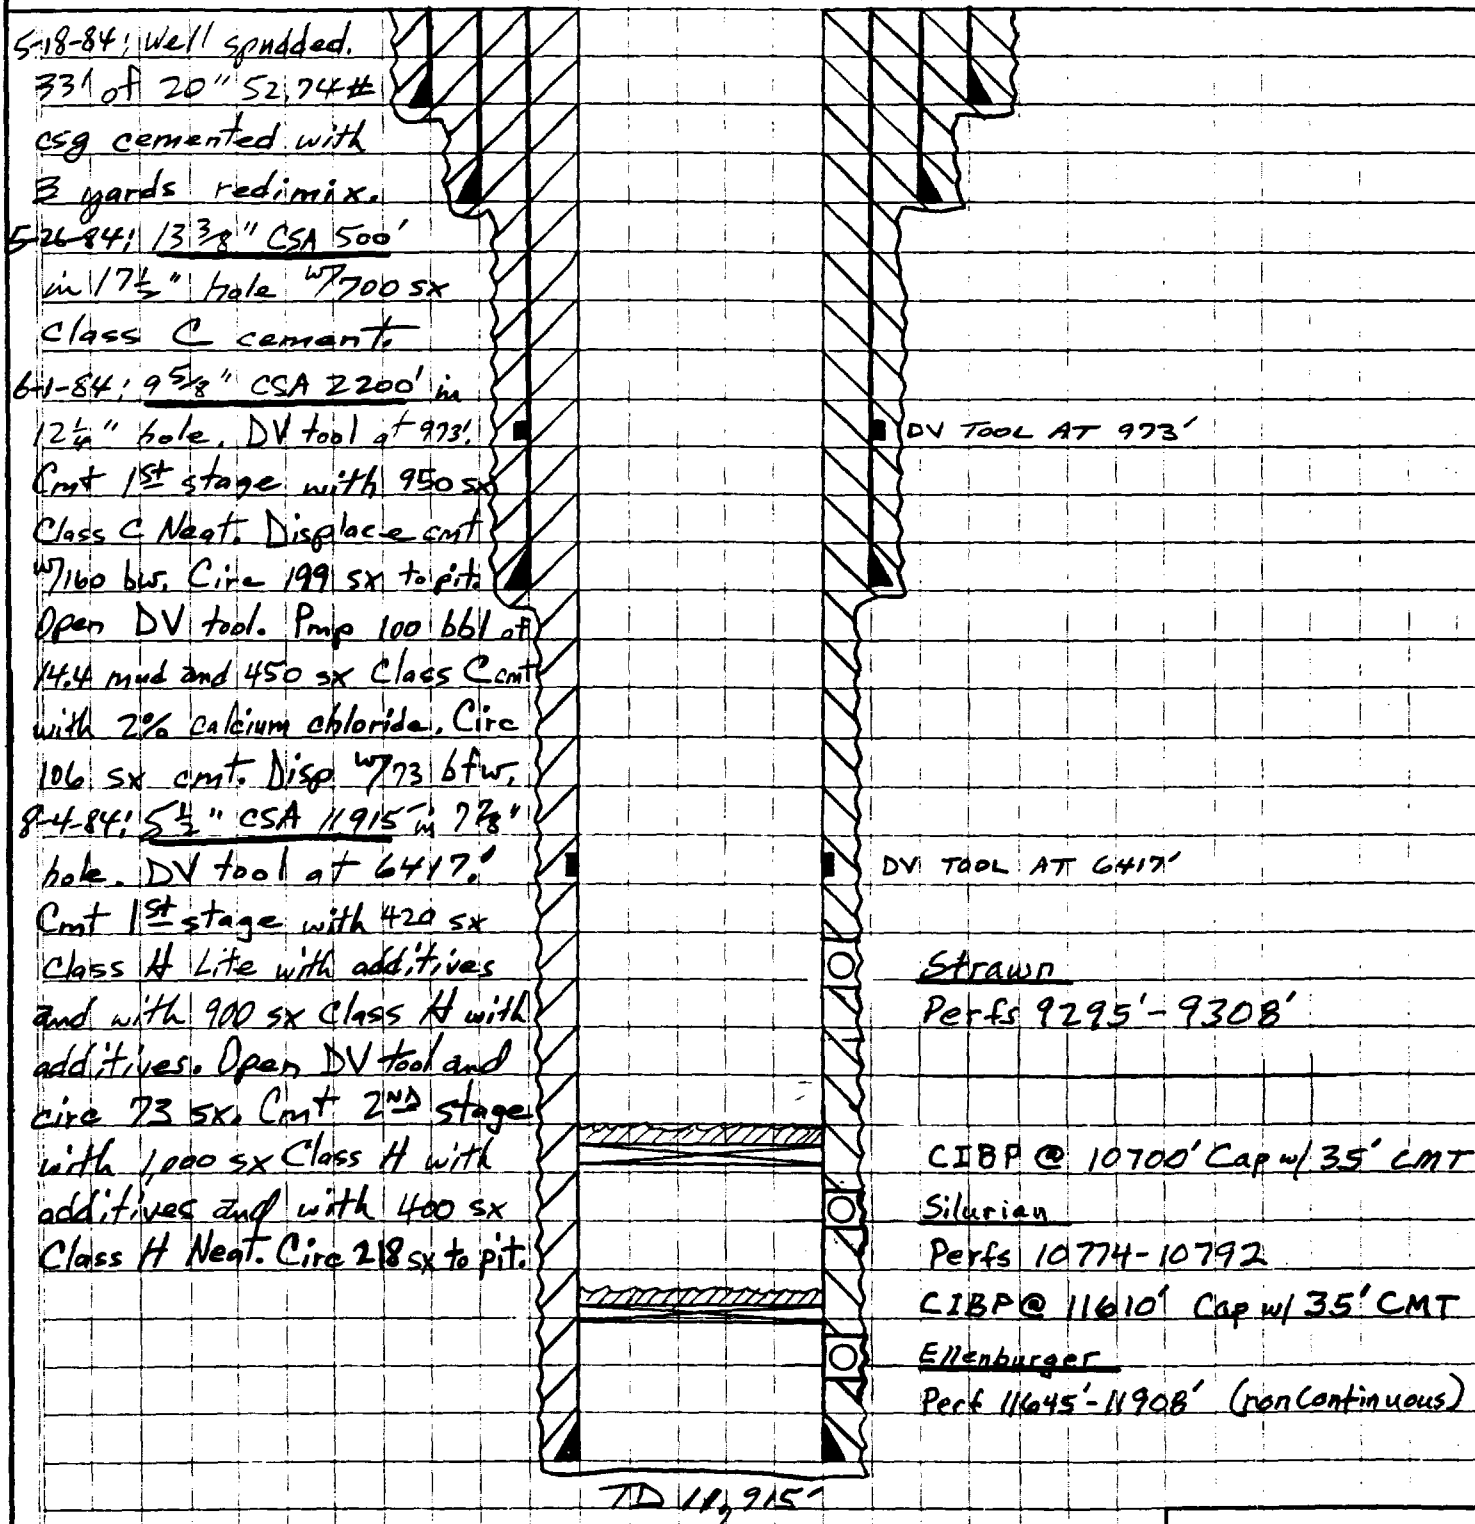 5-18-84; Well spudded.
33' of 20" 52.74#
csg cemented with
3 yards redimix.
5-26-84; 13 3/8" CSA 500'
in 17 1/2" hole w/700 sx
Class C cement.
6-1-84; 9 5/8" CSA 2200' in
12 1/4" hole. DV tool at 973'.
Cmt 1st stage with 950 sx
Class C Neat. Displace cmt
w/160 bw. Circ 199 sx to pit.
Open DV tool. Pmp 100 bbl of
14.4 mud and 450 sx Class C cmt
with 2% calcium chloride. Circ
106 sx cmt. Disp w/73 bfw.
8-4-84; 5 1/2" CSA 11915' in 7 7/8"
hole. DV tool at 6417.'
Cmt 1st stage with 420 sx
Class H Lite with additives
and with 900 sx Class H with
additives. Open DV tool and
circ 73 sx. Cmt 2ND stage
with 1,000 sx Class H with
additives and with 400 sx
Class H Neat. Circ 218 sx to pit.
DV TOOL AT 973'
DV TOOL AT 6417'
Strawn
Perfs 9295'-9308'
CIBP @ 10700' Cap w/ 35' CMT
Silurian
Perfs 10774-10792
CIBP @ 11610' Cap w/ 35' CMT
Ellenburger
Perf 11645'-11908' (noncontinuous)
TD 11,915'